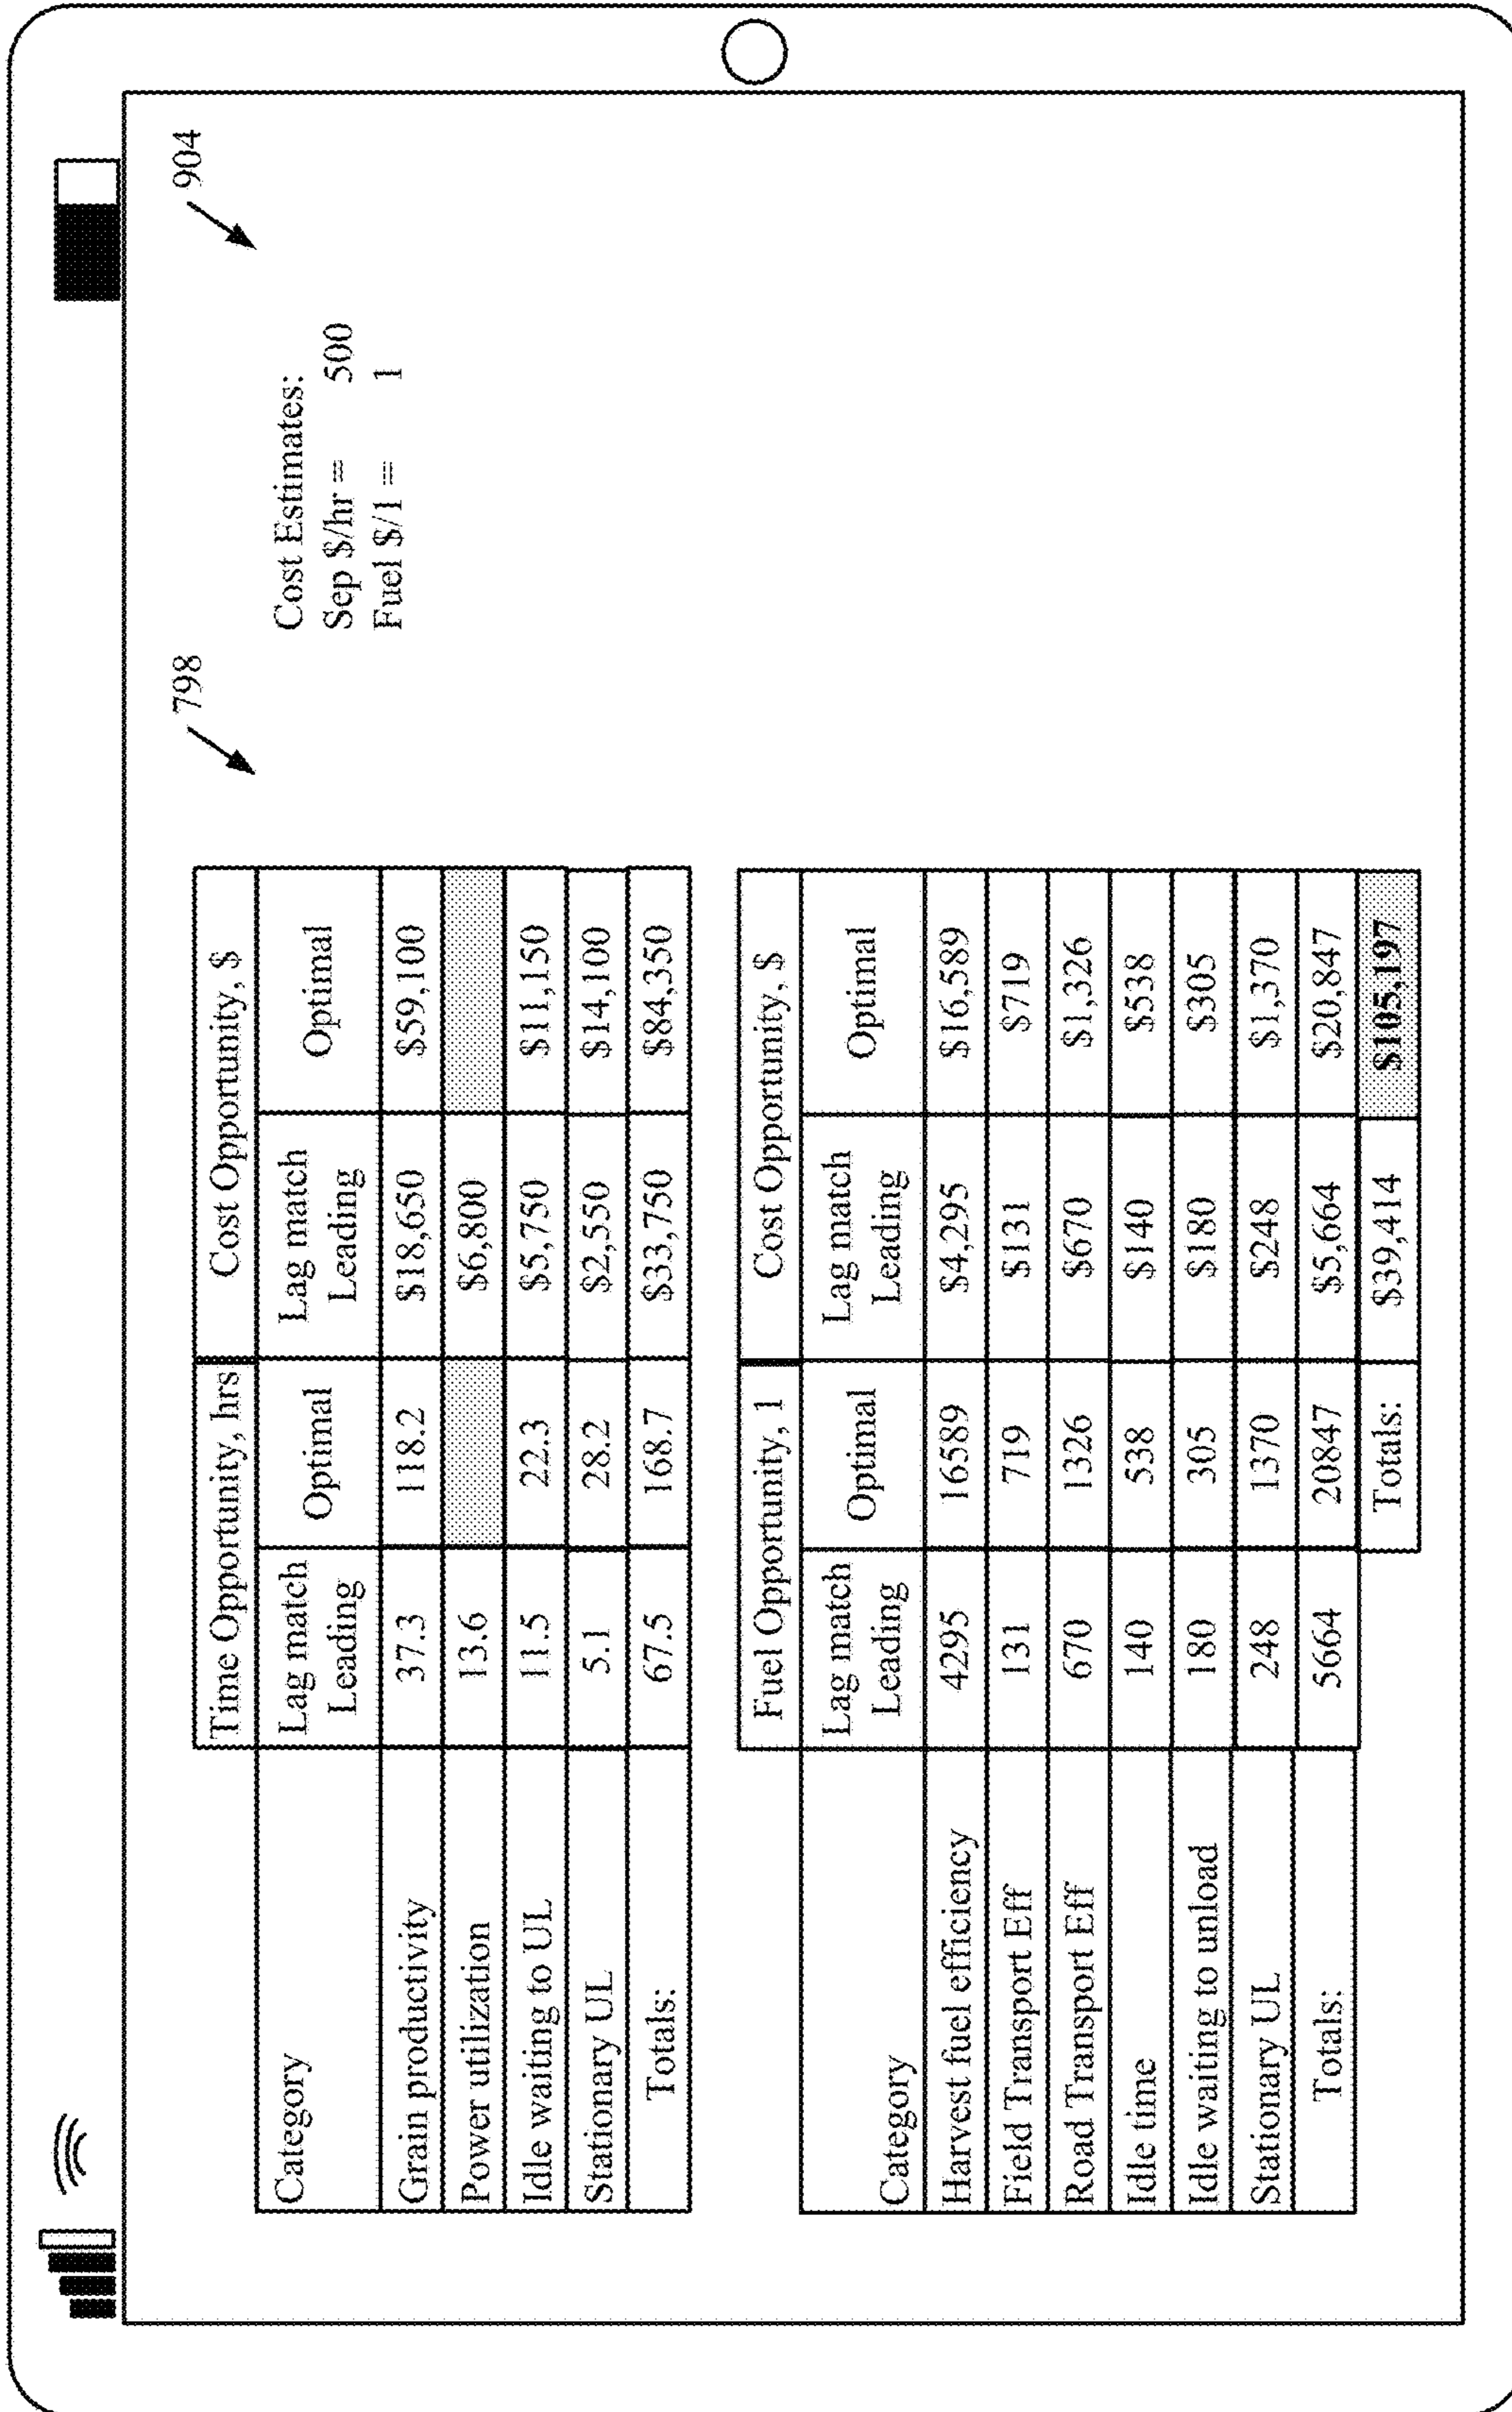 798
904
Time Opportunity, hrs Cost Opportunity, $
Category Lag match Leading Optimal Lag match Leading Optimal
Grain productivity 37.3 118.2 $18,650 $59,100
Power utilization 13.6 $6,800
Idle waiting to UL 11.5 22.3 $5,750 $11,150
Stationary UL 5.1 28.2 $2,550 $14,100
Totals: 67.5 168.7 $33,750 $84,350
Cost Estimates:
Sep $/hr = 500
Fuel $/1 = 1
Fuel Opportunity, 1 Cost Opportunity, $
Category Lag match Leading Optimal Lag match Leading Optimal
Harvest fuel efficiency 4295 16589 $4,295 $16,589
Field Transport Eff 131 719 $131 $719
Road Transport Eff 670 1326 $670 $1,326
Idle time 140 538 $140 $538
Idle waiting to unload 180 305 $180 $305
Stationary UL 248 1370 $248 $1,370
Totals: 5664 20847 $5,664 $20,847
Totals: $39,414 $105,197